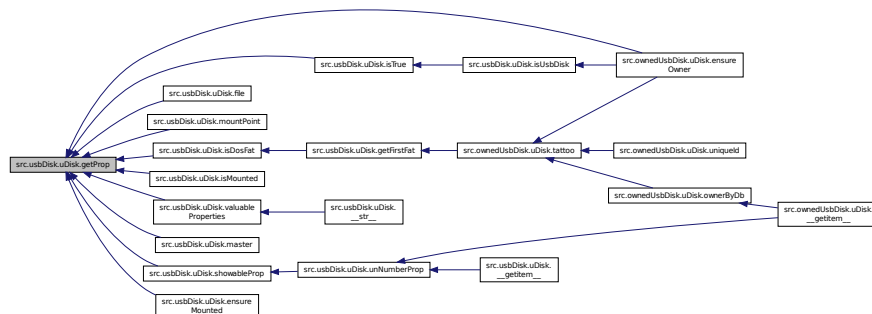 src.usbDisk.uDisk.getProp
src.usbDisk.uDisk.isTrue
src.usbDisk.uDisk.isUsbDisk
src.ownedUsbDisk.uDisk.ensure
Owner
src.usbDisk.uDisk.file
src.usbDisk.uDisk.mountPoint
src.usbDisk.uDisk.isDosFat
src.usbDisk.uDisk.getFirstFat
src.ownedUsbDisk.uDisk.tattoo
src.ownedUsbDisk.uDisk.uniqueId
src.usbDisk.uDisk.isMounted
src.ownedUsbDisk.uDisk.ownerByDb
src.usbDisk.uDisk.valuable
Properties
src.usbDisk.uDisk.
__str__
src.ownedUsbDisk.uDisk.
__getitem__
src.usbDisk.uDisk.master
src.usbDisk.uDisk.showableProp
src.usbDisk.uDisk.unNumberProp
src.usbDisk.uDisk.
__getitem__
src.usbDisk.uDisk.ensure
Mounted